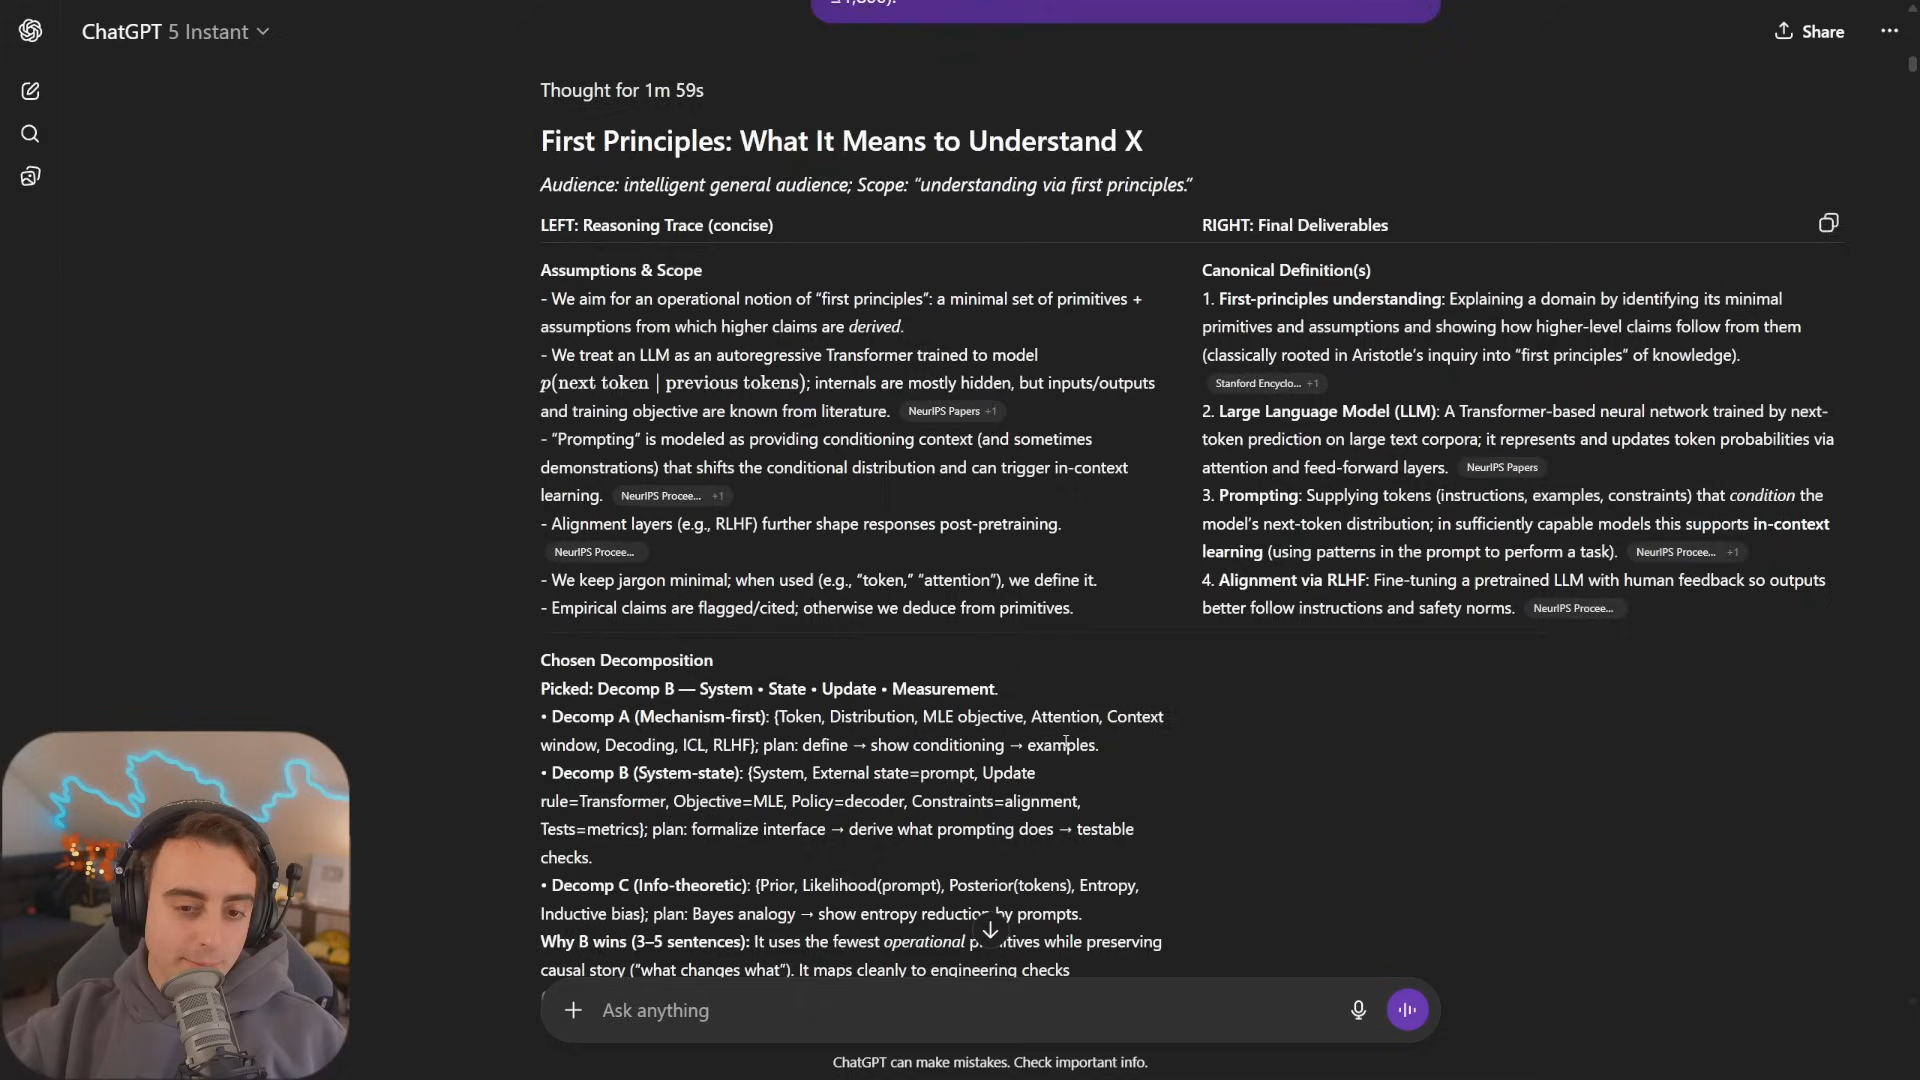 ≤1,800).
ChatGPT 5 Instant
Share
Thought for 1m 59s
First Principles: What It Means to Understand X
Audience: intelligent general audience; Scope: “understanding via first principles.”
LEFT: Reasoning Trace (concise)
Assumptions & Scope
- We aim for an operational notion of “first principles”: a minimal set of primitives +
assumptions from which higher claims are derived.
- We treat an LLM as an autoregressive Transformer trained to model
p(next token | previous tokens); internals are mostly hidden, but inputs/outputs
and training objective are known from literature. NeurIPS Papers +1
- “Prompting” is modeled as providing conditioning context (and sometimes
demonstrations) that shifts the conditional distribution and can trigger in-context
learning. NeurIPS Procee... +1
- Alignment layers (e.g., RLHF) further shape responses post-pretraining.
NeurIPS Procee...
- We keep jargon minimal; when used (e.g., “token,” “attention”), we define it.
- Empirical claims are flagged/cited; otherwise we deduce from primitives.
RIGHT: Final Deliverables
Canonical Definition(s)
1. First-principles understanding: Explaining a domain by identifying its minimal
primitives and assumptions and showing how higher-level claims follow from them
(classically rooted in Aristotle’s inquiry into “first principles” of knowledge).
Stanford Encyclo... +1
2. Large Language Model (LLM): A Transformer-based neural network trained by next-
token prediction on large text corpora; it represents and updates token probabilities via
attention and feed-forward layers. NeurIPS Papers
3. Prompting: Supplying tokens (instructions, examples, constraints) that condition the
model’s next-token distribution; in sufficiently capable models this supports in-context
learning (using patterns in the prompt to perform a task). NeurIPS Procee... +1
4. Alignment via RLHF: Fine-tuning a pretrained LLM with human feedback so outputs
better follow instructions and safety norms. NeurIPS Procee...
Chosen Decomposition
Picked: Decomp B — System • State • Update • Measurement.
• Decomp A (Mechanism-first): {Token, Distribution, MLE objective, Attention, Context
window, Decoding, ICL, RLHF}; plan: define → show conditioning → examples.
• Decomp B (System-state): {System, External state=prompt, Update
rule=Transformer, Objective=MLE, Policy=decoder, Constraints=alignment,
Tests=metrics}; plan: formalize interface → derive what prompting does → testable
checks.
• Decomp C (Info-theoretic): {Prior, Likelihood(prompt), Posterior(tokens), Entropy,
Inductive bias}; plan: Bayes analogy → show entropy reduction by prompts.
Why B wins (3–5 sentences): It uses the fewest operational primitives while preserving
causal story (“what changes what”). It maps cleanly to engineering checks
Ask anything
ChatGPT can make mistakes. Check important info.